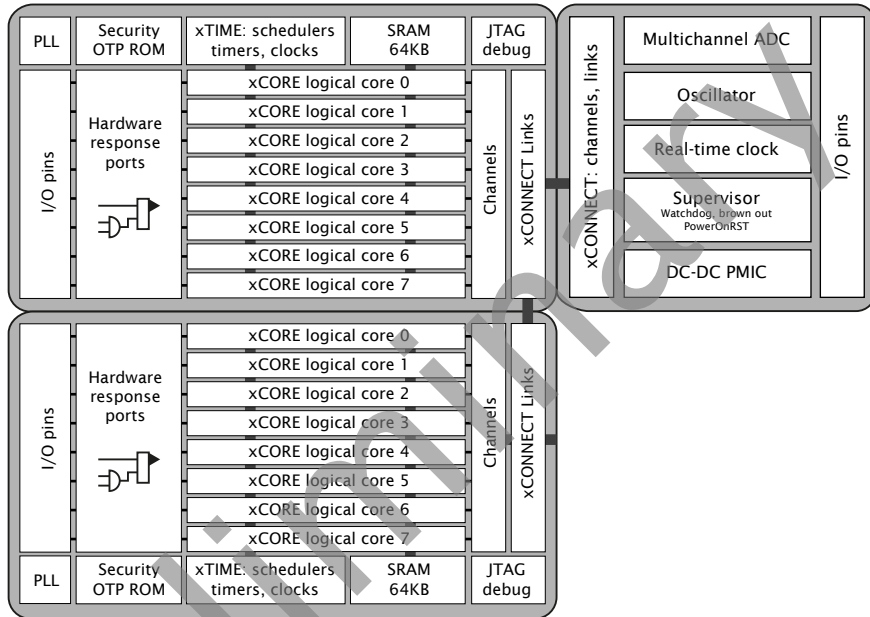 PLL
Security
OTP ROM
xTIME: schedulers
timers, clocks
SRAM
64KB
JTAG
debug
I/O pins
Hardware
response
ports
xCORE logical core 0
xCORE logical core 1
xCORE logical core 2
xCORE logical core 3
xCORE logical core 4
xCORE logical core 5
xCORE logical core 6
xCORE logical core 7
Channels
xCONNECT Links
xCONNECT: channels, links
Multichannel ADC
Oscillator
Real-time clock
Supervisor
Watchdog, brown out
PowerOnRST
DC-DC PMIC
I/O pins
I/O pins
Hardware
response
ports
xCORE logical core 0
xCORE logical core 1
xCORE logical core 2
xCORE logical core 3
xCORE logical core 4
xCORE logical core 5
xCORE logical core 6
xCORE logical core 7
Channels
xCONNECT Links
PLL
Security
OTP ROM
xTIME: schedulers
timers, clocks
SRAM
64KB
JTAG
debug
liminary